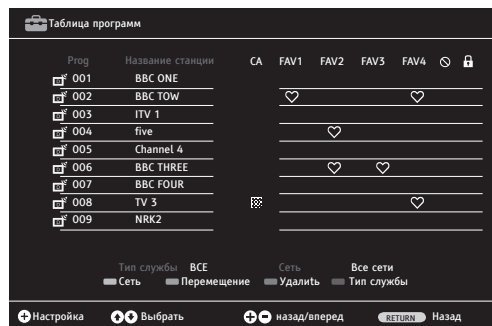 Таблица программ
Prog Название станции CA FAV1 FAV2 FAV3 FAV4
001 BBC ONE
002 BBC TOW
003 ITV 1
004 five
005 Channel 4
006 BBC THREE
007 BBC FOUR
008 TV 3
009 NRK2
Тип службы ВСЕ Сеть Все сети
Сеть Перемещение Удалить Тип службы
Настройка Выбрать назад/вперед RETURN Назад